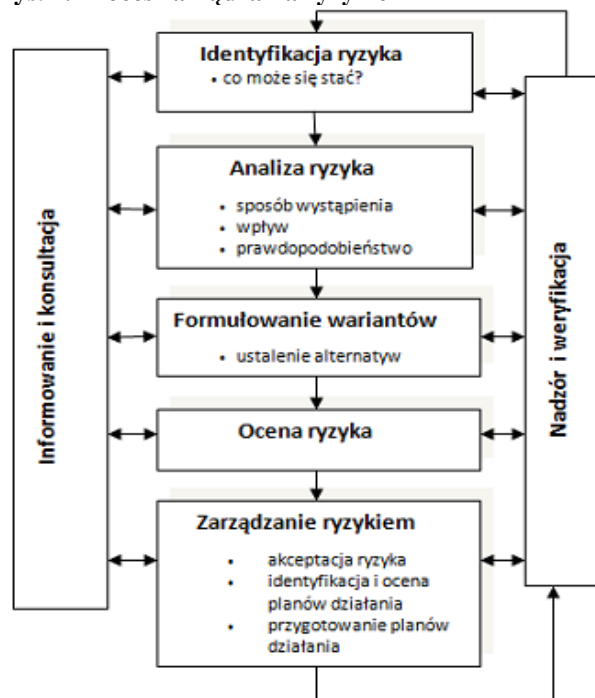 Identyfikacja ryzyka
• co może się stać?
Analiza ryzyka
• sposób wystąpienia
• wpływ
• prawdopodobieństwo
Formułowanie wariantów
• ustalenie alternatyw
Ocena ryzyka
Zarządzanie ryzykiem
• akceptacja ryzyka
• identyfikacja i ocena
planów działania
• przygotowanie planów
działania
Informowanie i konsultacja
Nadzór i weryfikacja